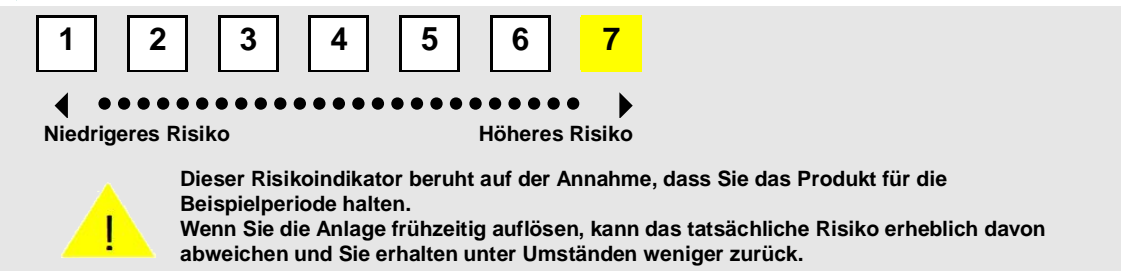 1 2 3 4 5 6 7
Niedrigeres Risiko Höheres Risiko
Dieser Risikoindikator beruht auf der Annahme, dass Sie das Produkt für die
Beispielperiode halten.
Wenn Sie die Anlage frühzeitig auflösen, kann das tatsächliche Risiko erheblich davon
abweichen und Sie erhalten unter Umständen weniger zurück.
!